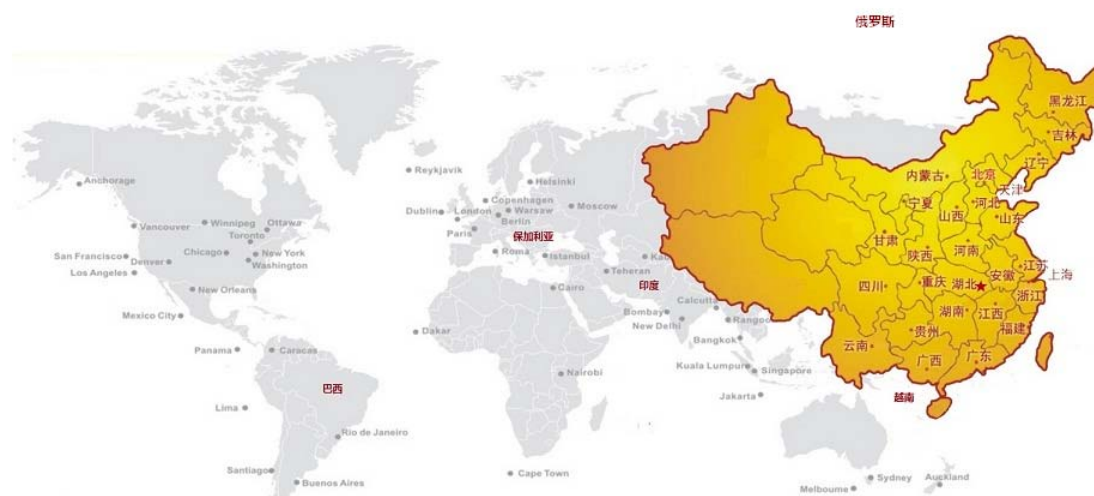 俄罗斯
黑龙江
吉林
辽宁
内蒙古
北京
天津
宁夏
河北
山西
山东
甘肃
河南
陕西
江苏
上海
安徽
四川
重庆
湖北
浙江
湖南
江西
福建
贵州
云南
广西
广东
越南
Reykjavik
Anchorage
Helsinki
Copenhagen
Dublin
London
Warsaw
Moscow
Berlin
Paris
保加利亚
Roma
Istanbul
Vancouver
Winnipeg
Ottawa
Toronto
San Francisco
Denver
Chicago
New York
Washington
Los Angeles
New Orleans
Mexico City
Teheran
印度
Cairo
Calcutta
Bombay
New Delhi
Dakar
Bangkok
Panama
Caracas
Kuala Lumpur
Singapore
Nairobi
巴西
Jakarta
Lima
Rio de Janeiro
Santiago
Buenos Aires
Cape Town
Sydney
Auckland
Melbourne